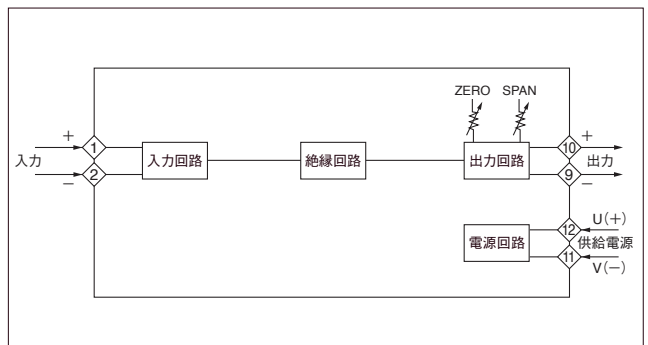 ZERO SPAN
+
入力
−
1
2
入力回路
絶縁回路
出力回路
10
9
+
出力
−
電源回路
12
11
U(+)
供給電源
V(−)